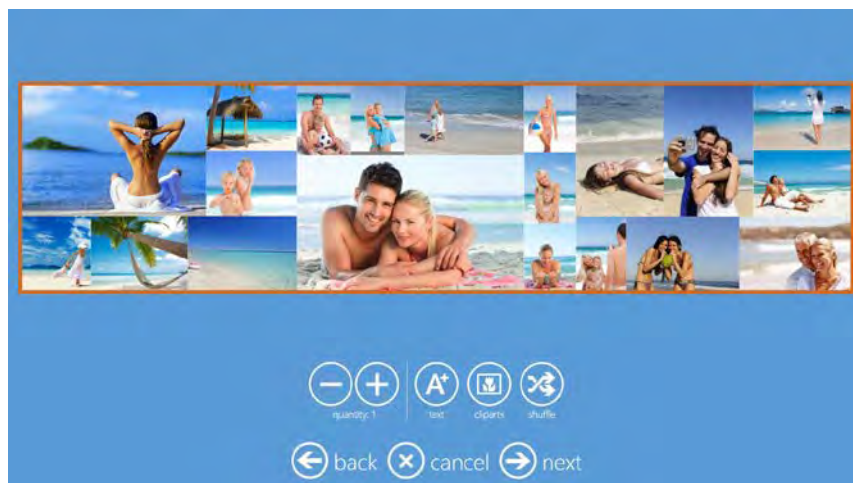 quantity: 1
text
cliparts
shuffle
back
cancel
next